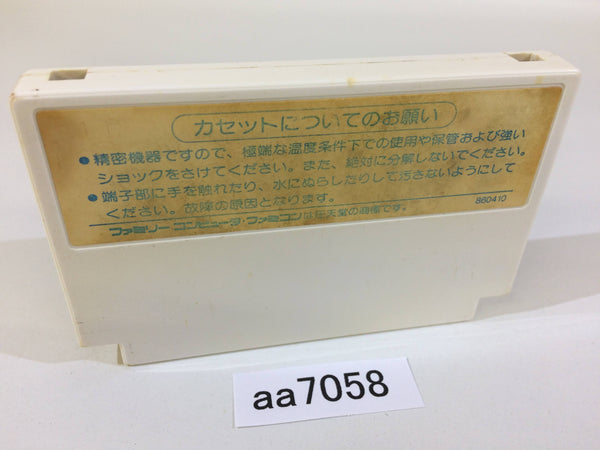 カセットについてのお願い
●精密機器ですので、極端な温度条件下での使用や保管および強い
ショックをさけてください。また、絶対に分解しないでください。
●端子部に手を触れたり、水にぬらしたりして汚さないようにして
ください。故障の原因となります。
860410
ファミリーコンピュータ・ファミコンは任天堂の商標です。
aa7058